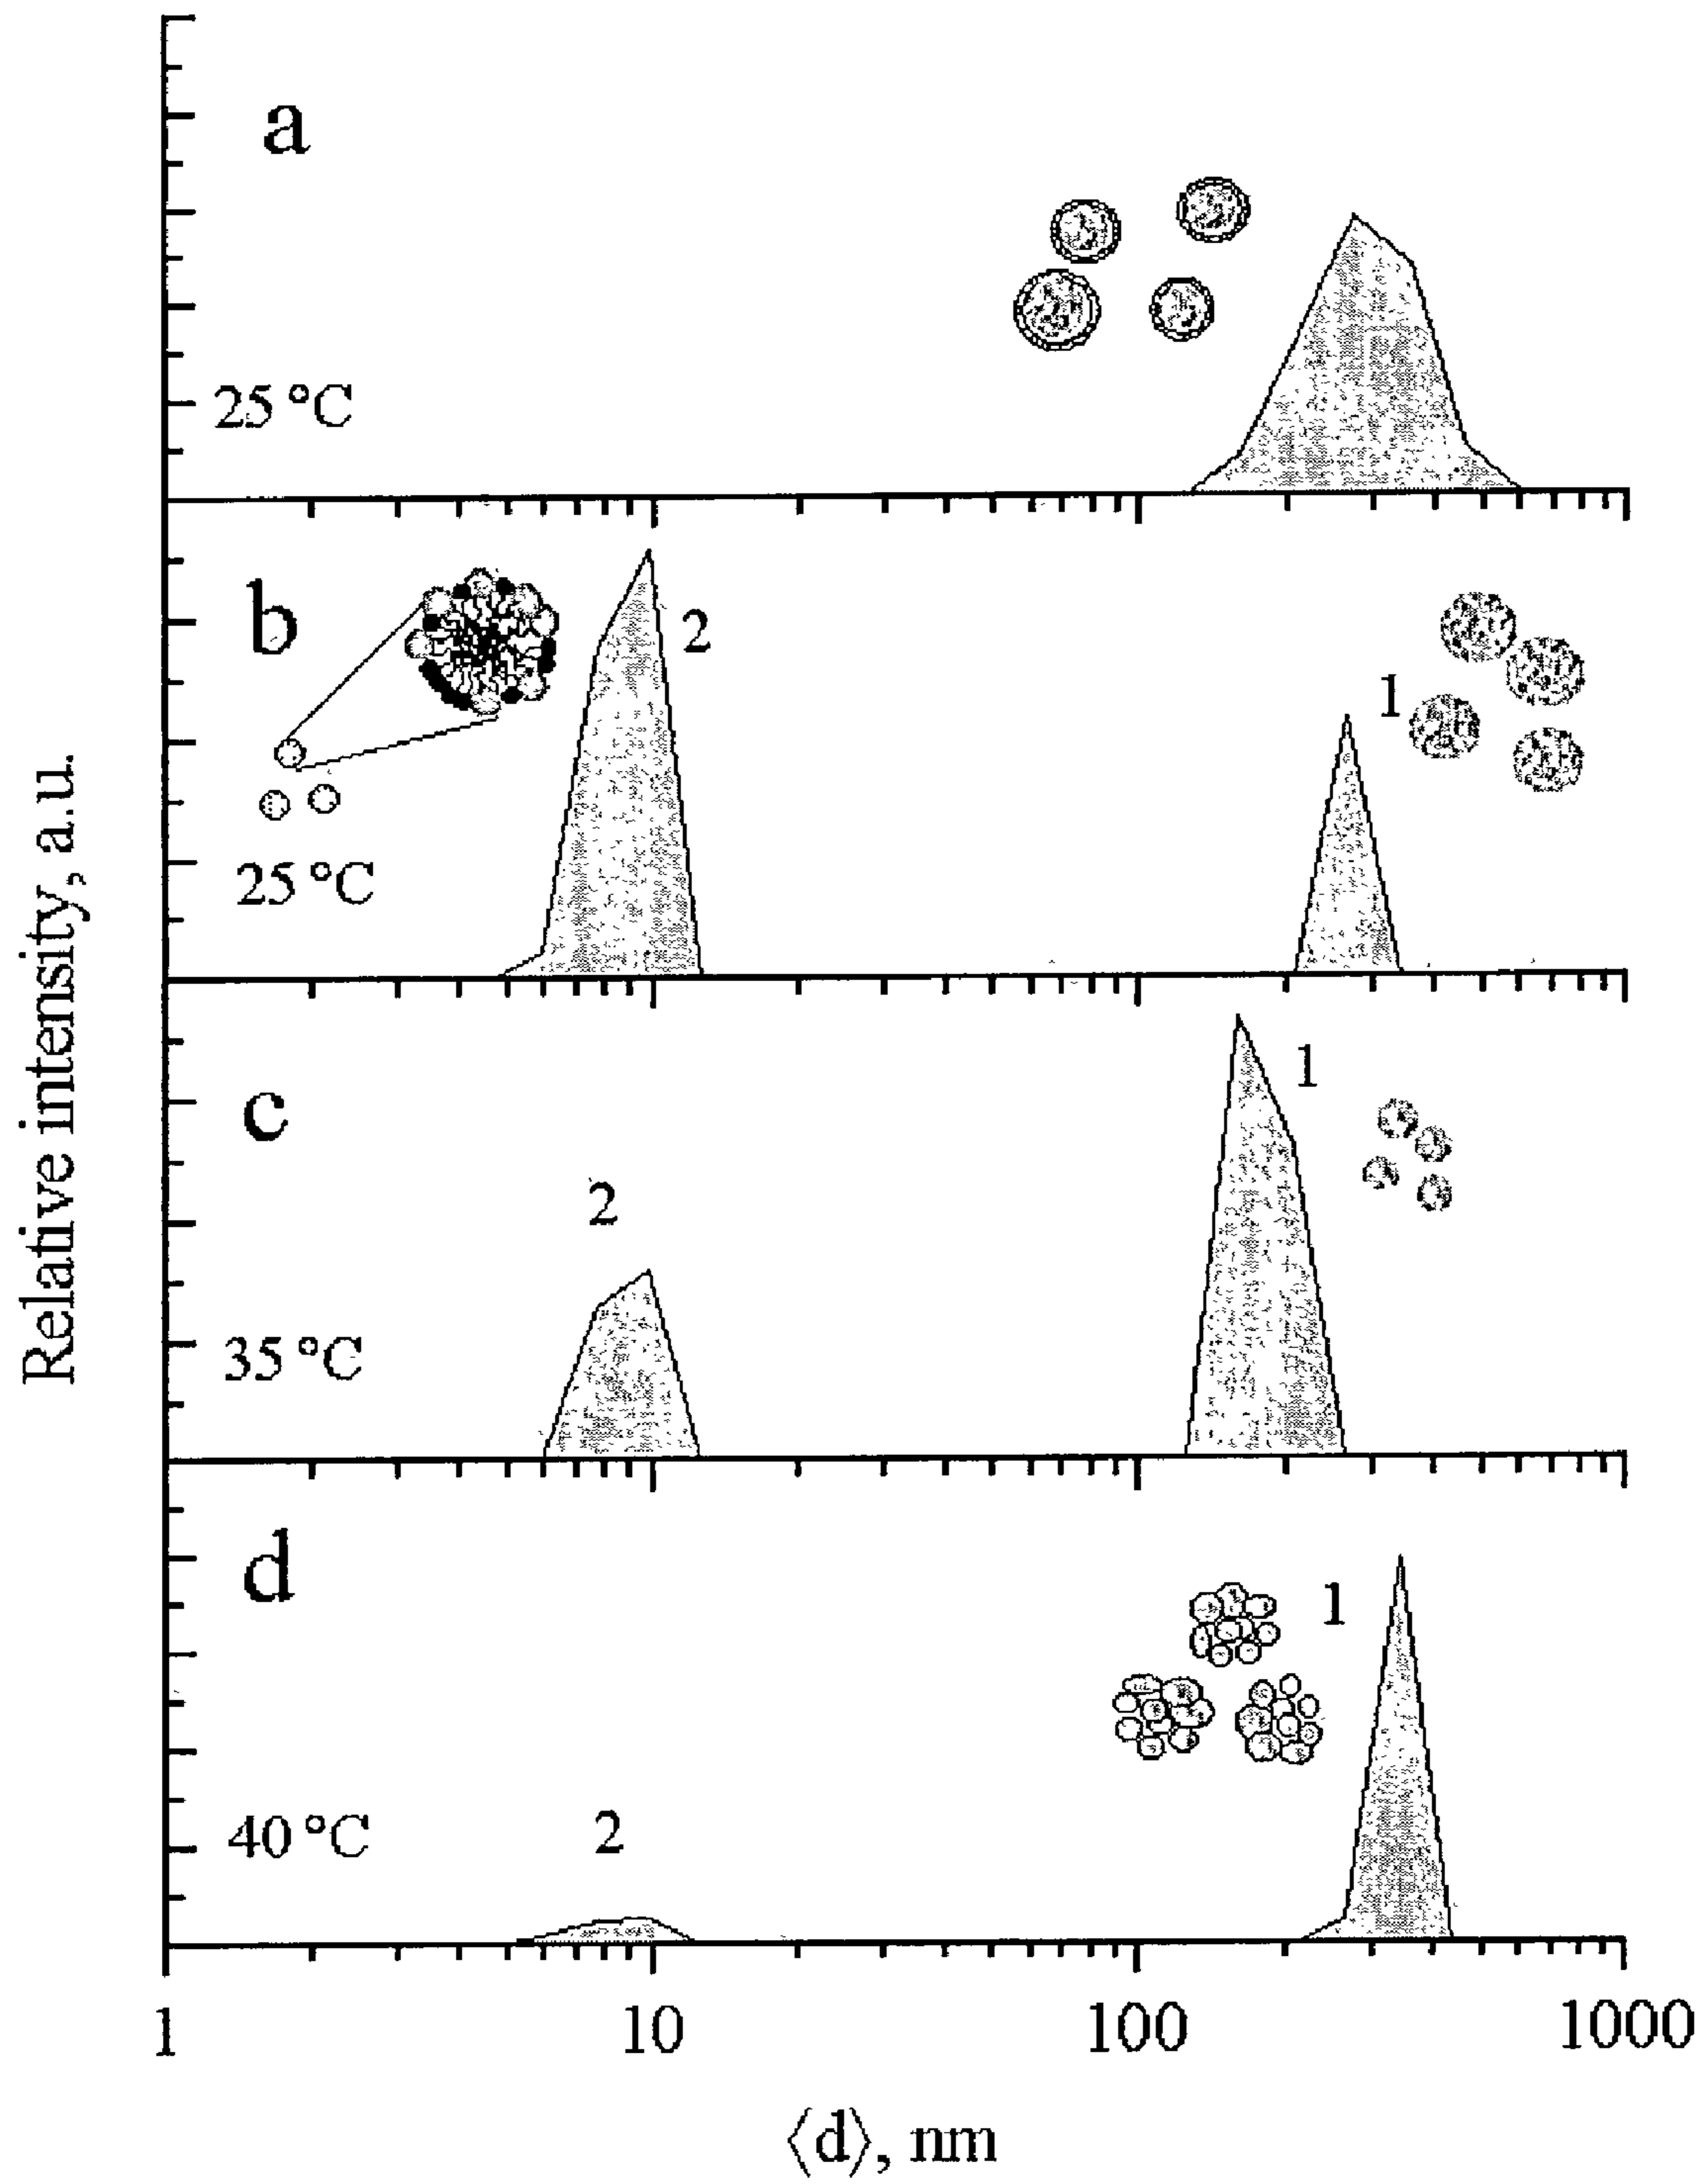 Relative intensity, a.u.
a
25 °C
b
2
1
25 °C
c
1
2
35 °C
d
1
2
40 °C
1 10 100 1000
⟨d⟩, nm